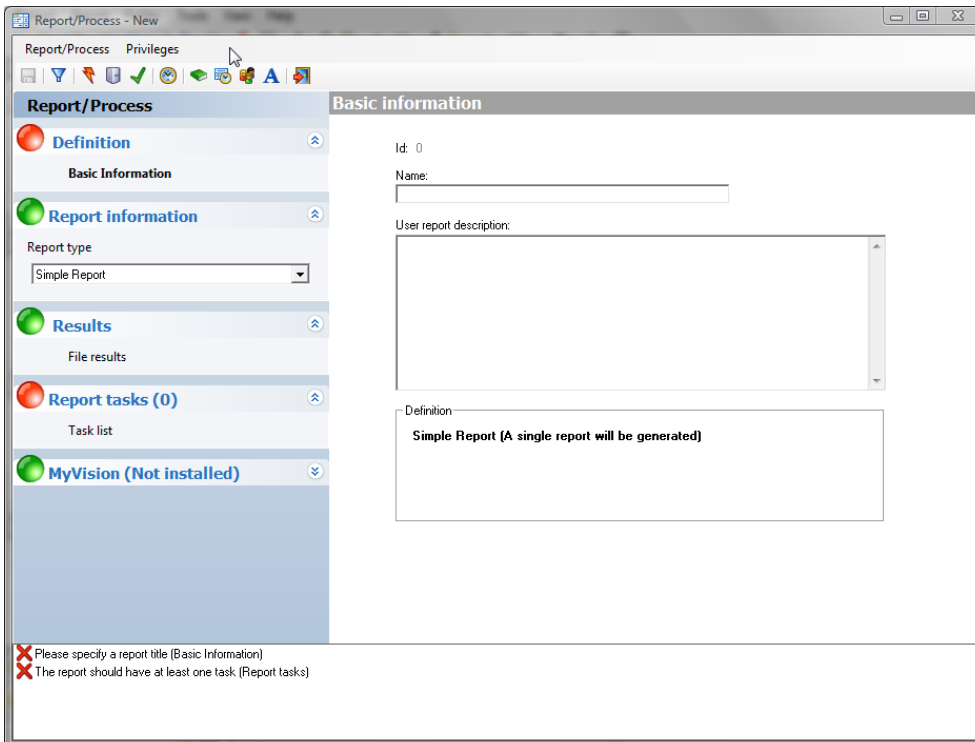 Report/Process - New
Report/Process Privileges
A
Report/Process
Definition
Basic Information
Report information
Report type
Simple Report
Results
File results
Report tasks (0)
Task list
MyVision (Not installed)
Basic information
Id: 0
Name:
User report description:
Definition
Simple Report (A single report will be generated)
Please specify a report title (Basic Information)
The report should have at least one task (Report tasks)